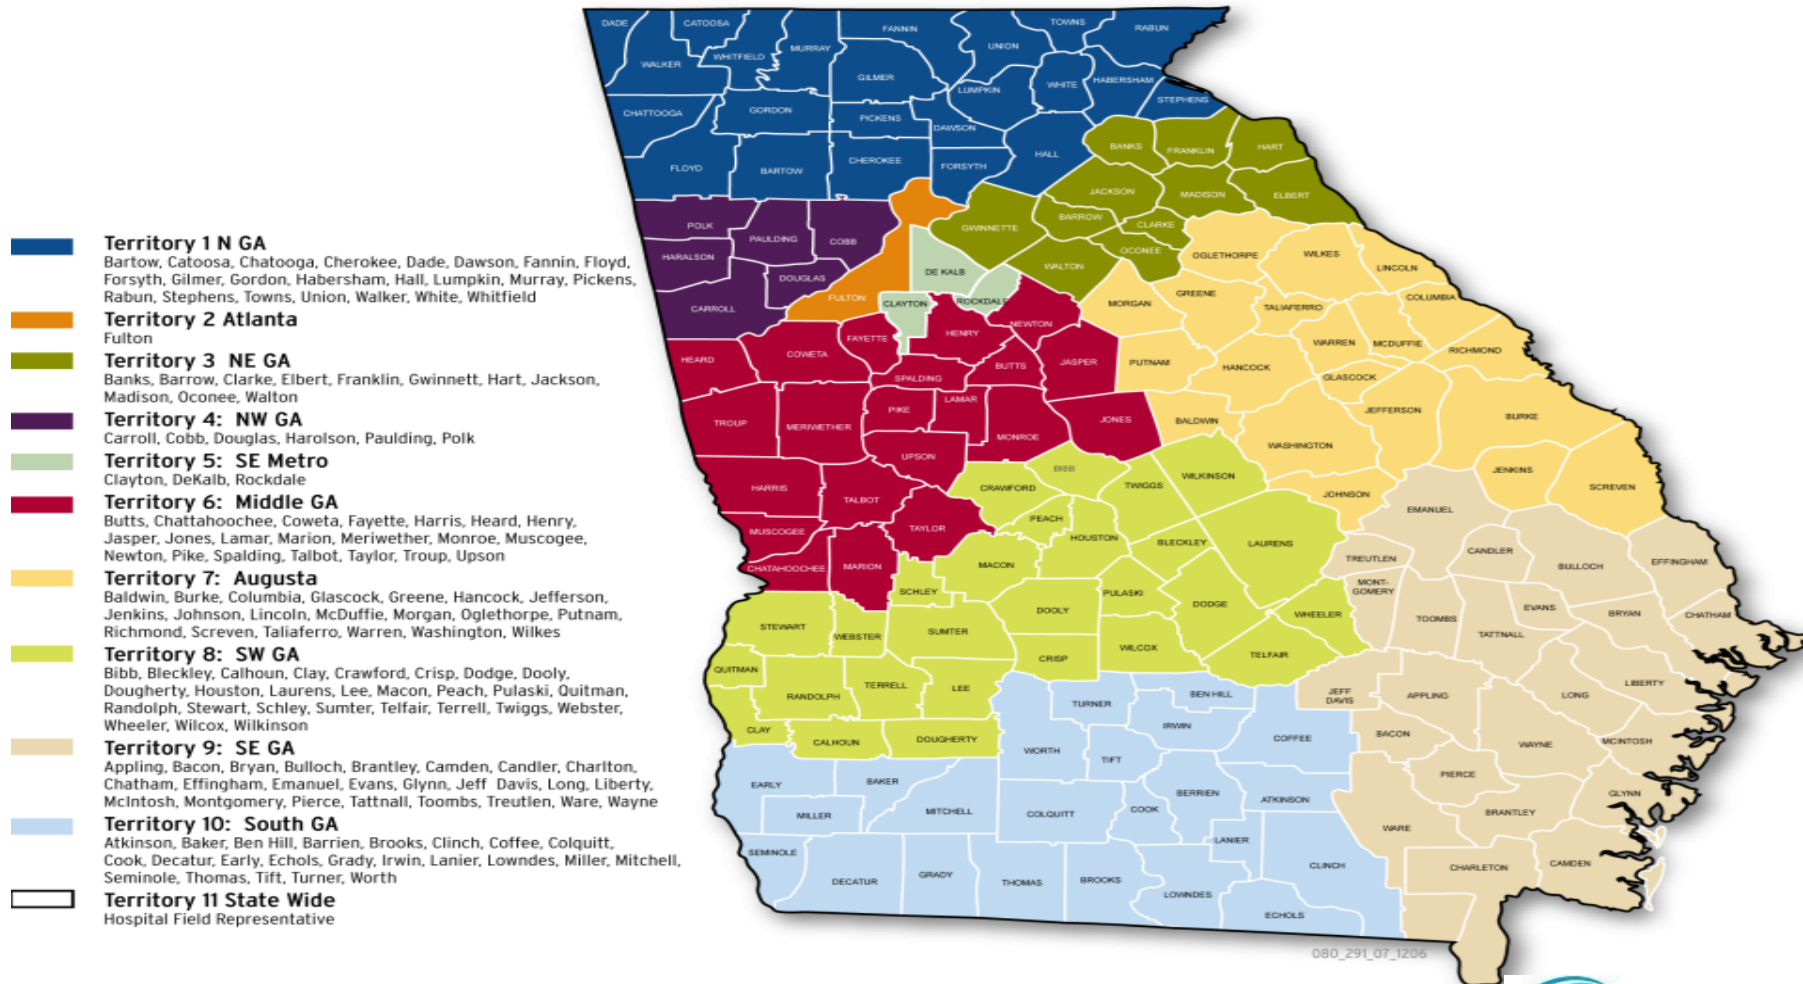 Territory 1 N GA
Bartow, Catoosa, Chatooga, Cherokee, Dade, Dawson, Fannin, Floyd,
Forsyth, Gilmer, Gordon, Habersham, Hall, Lumpkin, Murray, Pickens,
Rabun, Stephens, Towns, Union, Walker, White, Whitfield
Territory 2 Atlanta
Fulton
Territory 3 NE GA
Banks, Barrow, Clarke, Elbert, Franklin, Gwinnett, Hart, Jackson,
Madison, Oconee, Walton
Territory 4: NW GA
Carroll, Cobb, Douglas, Harolson, Paulding, Polk
Territory 5: SE Metro
Clayton, DeKalb, Rockdale
Territory 6: Middle GA
Butts, Chattahoochee, Coweta, Fayette, Harris, Heard, Henry,
Jasper, Jones, Lamar, Marion, Meriwether, Monroe, Muscogee,
Newton, Pike, Spalding, Talbot, Taylor, Troup, Upson
Territory 7: Augusta
Baldwin, Burke, Columbia, Glascock, Greene, Hancock, Jefferson,
Jenkins, Johnson, Lincoln, McDuffie, Morgan, Oglethorpe, Putnam,
Richmond, Screven, Taliaferro, Warren, Washington, Wilkes
Territory 8: SW GA
Bibb, Bleckley, Calhoun, Clay, Crawford, Crisp, Dodge, Dooly,
Dougherty, Houston, Laurens, Lee, Macon, Peach, Pulaski, Quitman,
Randolph, Stewart, Schley, Sumter, Telfair, Terrell, Twiggs, Webster,
Wheeler, Wilcox, Wilkinson
Territory 9: SE GA
Appling, Bacon, Bryan, Bulloch, Brantley, Camden, Candler, Charlton,
Chatham, Effingham, Emanuel, Evans, Glynn, Jeff Davis, Long, Liberty,
McIntosh, Montgomery, Pierce, Tattnall, Toombs, Treutlen, Ware, Wayne
Territory 10: South GA
Atkinson, Baker, Ben Hill, Barrien, Brooks, Clinch, Coffee, Colquitt,
Cook, Decatur, Early, Echols, Grady, Irwin, Lanier, Lowndes, Miller, Mitchell,
Seminole, Thomas, Tift, Turner, Worth
Territory 11 State Wide
Hospital Field Representative
DADE
CATOOSA
FANNIN
TOWNS
RABUN
WALKER
WHITFIELD
MURRAY
UNION
GILMER
LUMPKIN
WHITE
HABERSHAM
STEPHENS
CHATTOOGA
GORDON
PICKENS
DAWSON
FLOYD
BARTOW
CHEROKEE
FORSYTH
HALL
BANKS
FRANKLIN
HART
JACKSON
MADISON
ELBERT
POLK
PAULDING
COBB
GWINNETTE
BARROW
CLARKE
OCONEE
OGLETHORPE
WILKES
LINCOLN
HARALSON
DOUGLAS
DE KALB
WALTON
CARROLL
FULTON
CLAYTON
ROCKDALE
MORGAN
GREENE
TALIAFERRO
COLUMBIA
HEARD
COWETA
FAYETTE
HENRY
NEWTON
WARREN
MCDUFFIE
RICHMOND
SPALDING
BUTTS
JASPER
PUTNAM
HANCOCK
GLASCOCK
TROUP
MERIWETHER
PIKE
LAMAR
MONROE
JONES
BALDWIN
JEFFERSON
BURKE
WASHINGTON
UPSON
BIBB
WILKINSON
JENKINS
SCREVEN
HARRIS
TALBOT
CRAWFORD
TWIGGS
JOHNSON
EMANUEL
MUSCOGEE
TAYLOR
PEACH
HOUSTON
BLECKLEY
LAURENS
TREUTLEN
CANDLER
BULLOCH
EFFINGHAM
CHATAHOOCHEE
MARION
MACON
SCHLEY
PULASKI
DODGE
WHEELER
MONT-
GOMERY
EVANS
BRYAN
CHATHAM
STEWART
WEBSTER
SUMTER
DOOLY
TOOMBS
TATTNALL
QUITMAN
CRISP
WILCOX
TELFAIR
RANDOLPH
TERRELL
LEE
TURNER
BEN HILL
JEFF
DAVIS
APPLING
LONG
LIBERTY
CLAY
CALHOUN
DOUGHERTY
WORTH
TIFT
IRWIN
COFFEE
BACON
WAYNE
MCINTOSH
EARLY
BAKER
MILLER
MITCHELL
COLQUITT
COOK
BERRIEN
ATKINSON
PIERCE
GLYNN
BRANTLEY
WARE
SEMINOLE
LANIER
CLINCH
CHARLETON
CAMDEN
DECATUR
GRADY
THOMAS
BROOKS
LOWNDES
ECHOLS
080_291_07_1206